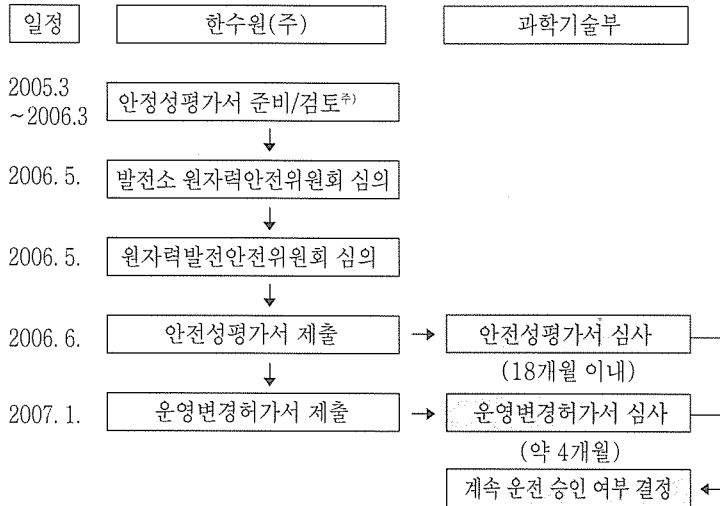 일정 한수원(주) 과학기술부
2005.3
~2006.3 안정성평가서 준비/검토주)
2006. 5. 발전소 원자력안전위원회 심의
2006. 5. 원자력발전안전위원회 심의
2006. 6. 안전성평가서 제출 → 안전성평가서 심사
(18개월 이내)
2007. 1. 운영변경허가서 제출 → 운영변경허가서 심사
(약 4개월)
계속 운전 승인 여부 결정